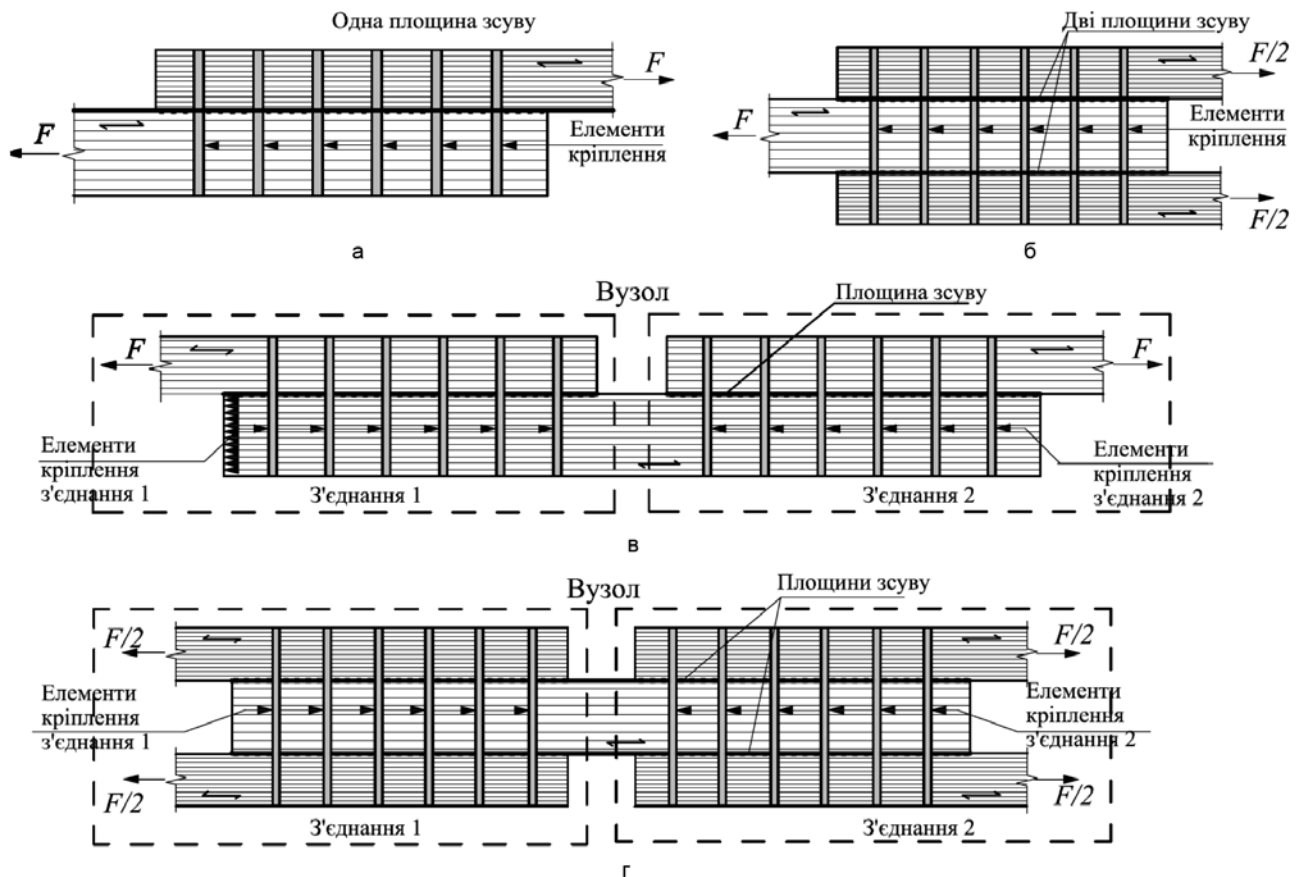 Одна площина зсуву
F
F
Елементи
кріплення
а
Дві площини зсуву
F/2
F
Елементи
кріплення
F/2
б
Вузол
Площина зсуву
F
F
Елементи
кріплення
з'єднання 1
Елементи
кріплення
з'єднання 2
З'єднання 1
З'єднання 2
в
Вузол
Площини зсуву
F/2
F/2
Елементи
кріплення
з'єднання 1
Елементи
кріплення
з'єднання 2
F/2
F/2
З'єднання 1
З'єднання 2
г